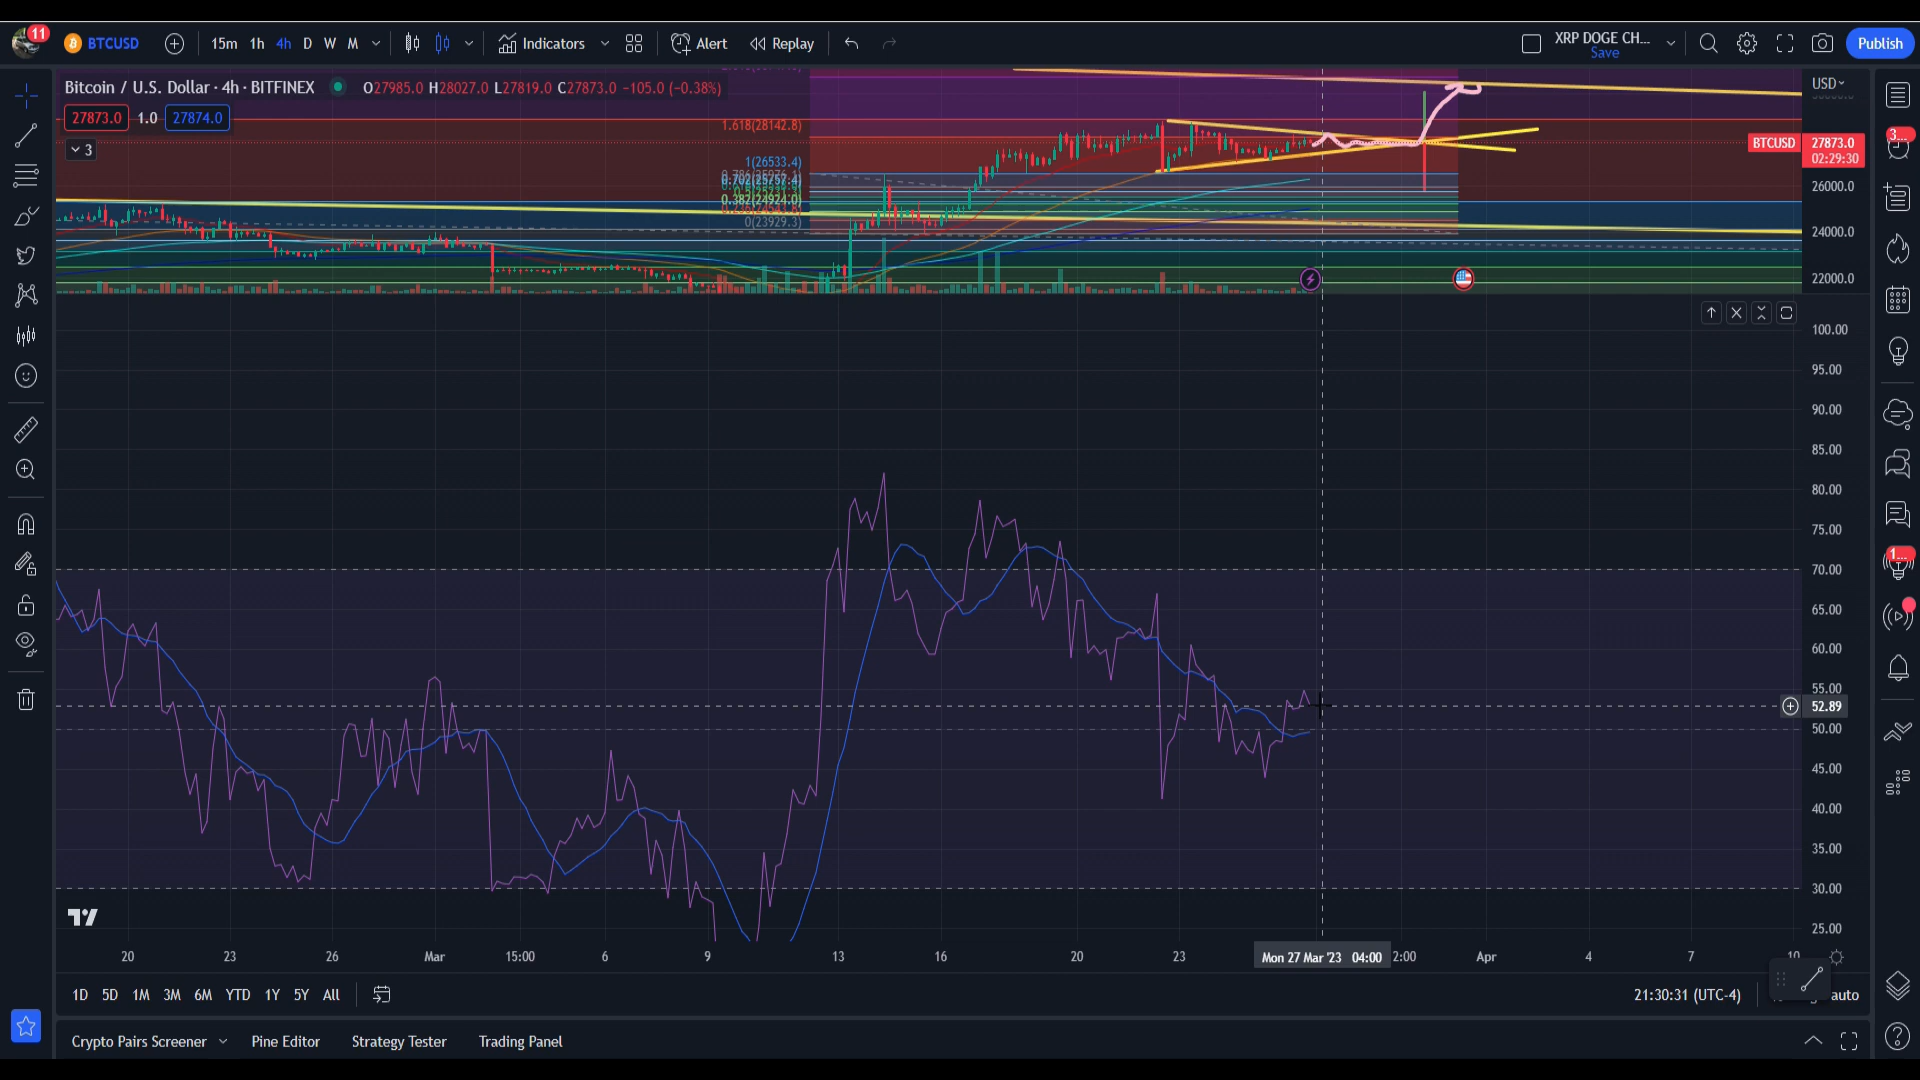 11
BTCUSD
15m 1h 4h D W M
Indicators
Alert
Replay
XRP DOGE CH...
Save
Publish
Bitcoin / U.S. Dollar · 4h · BITFINEX
O27985.0 H28027.0 L27819.0 C27873.0 −105.0 (−0.38%)
USD
27873.0 1.0 27874.0
3
1.618(28142.8)
1(26533.4)
0.702(25757.4)
0.382(24924.0)
0(23929.3)
BTCUSD 27873.0
02:29:30
26000.0
24000.0
22000.0
100.00
95.00
90.00
85.00
80.00
75.00
70.00
65.00
60.00
55.00
52.89
50.00
45.00
40.00
35.00
30.00
25.00
3...
1...
20 23 26 Mar 15:00 6 9 13 16 20 23 Mon 27 Mar '23 04:00 2:00 Apr 4 7 10
1D 5D 1M 3M 6M YTD 1Y 5Y All
21:30:31 (UTC-4)
auto
Crypto Pairs Screener Pine Editor Strategy Tester Trading Panel